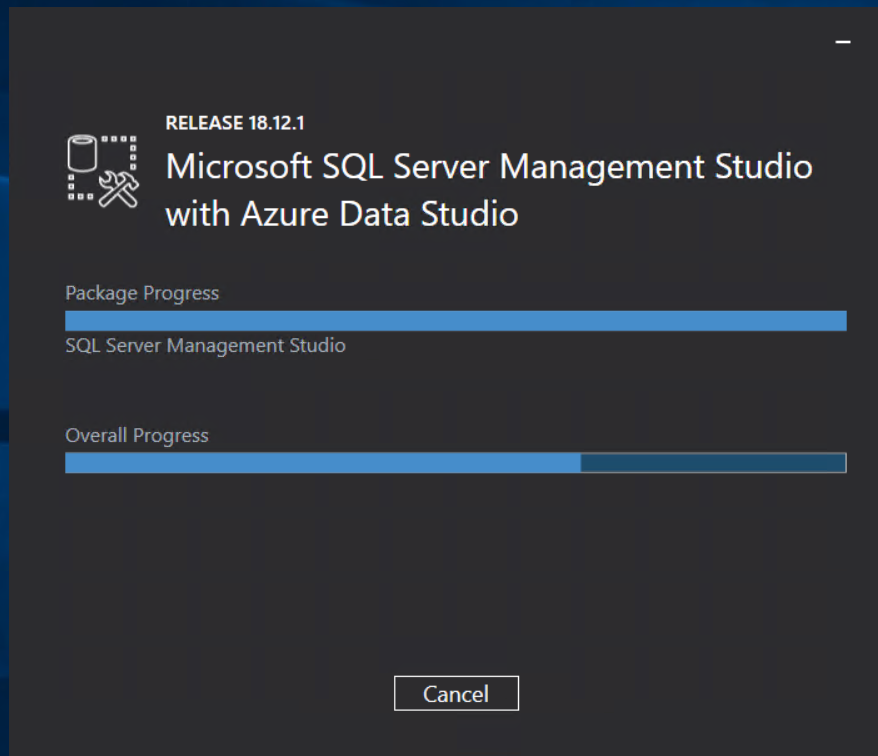 RELEASE 18.12.1
Microsoft SQL Server Management Studio
with Azure Data Studio
Package Progress
SQL Server Management Studio
Overall Progress
Cancel